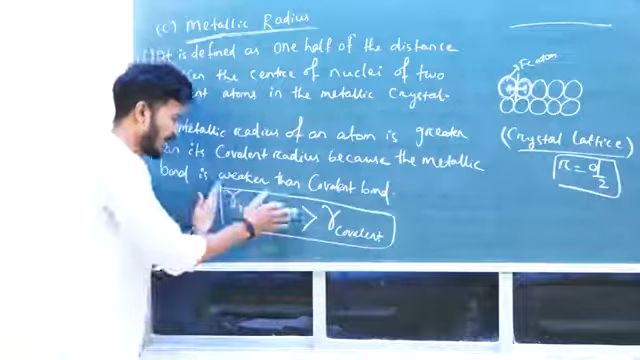 (c) Metallic Radius
It is defined as one half of the distance
the centre of nuclei of two
atoms in the metallic Crystal.
metallic radius of an atom is greater
its Covalent radius because the metallic
bond is weaker than Covalent bond.
> r covalent
Fe atom
(Crystal lattice)
r = d/2